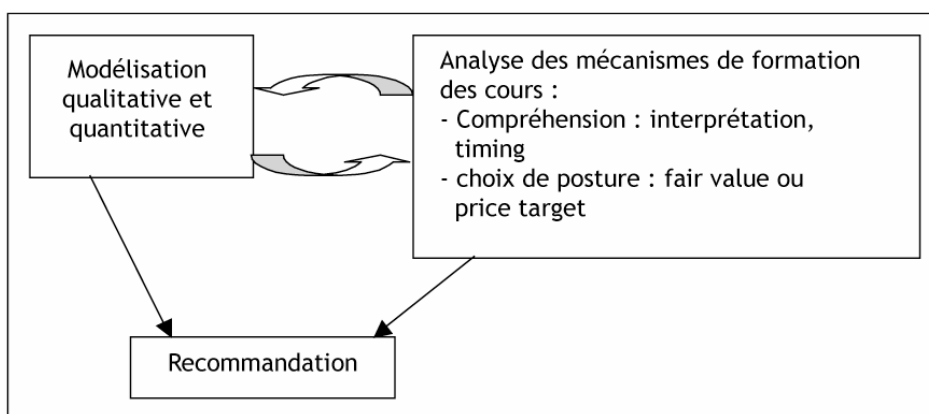 Modélisation
qualitative et
quantitative
Analyse des mécanismes de formation
des cours :
- Compréhension : interprétation,
timing
- choix de posture : fair value ou
price target
Recommandation